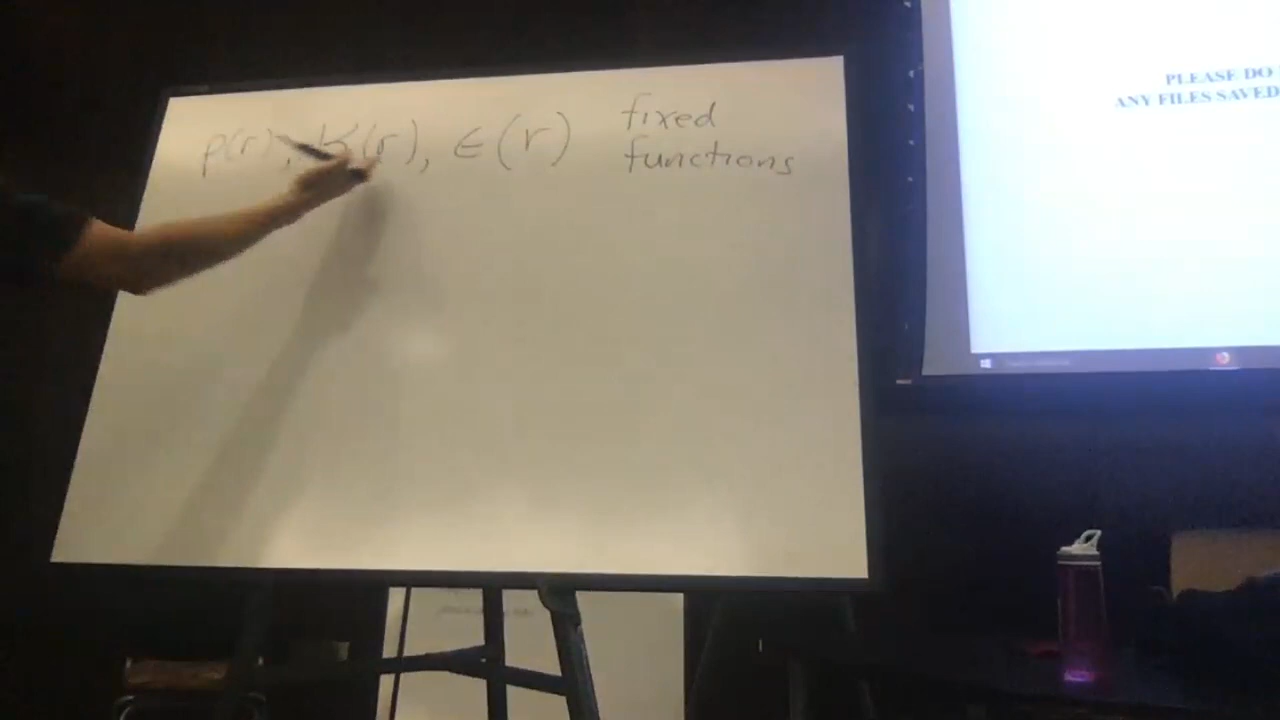 p(r), K(r), ∈(r)
fixed
functions
PLEASE DO
ANY FILES SAVED